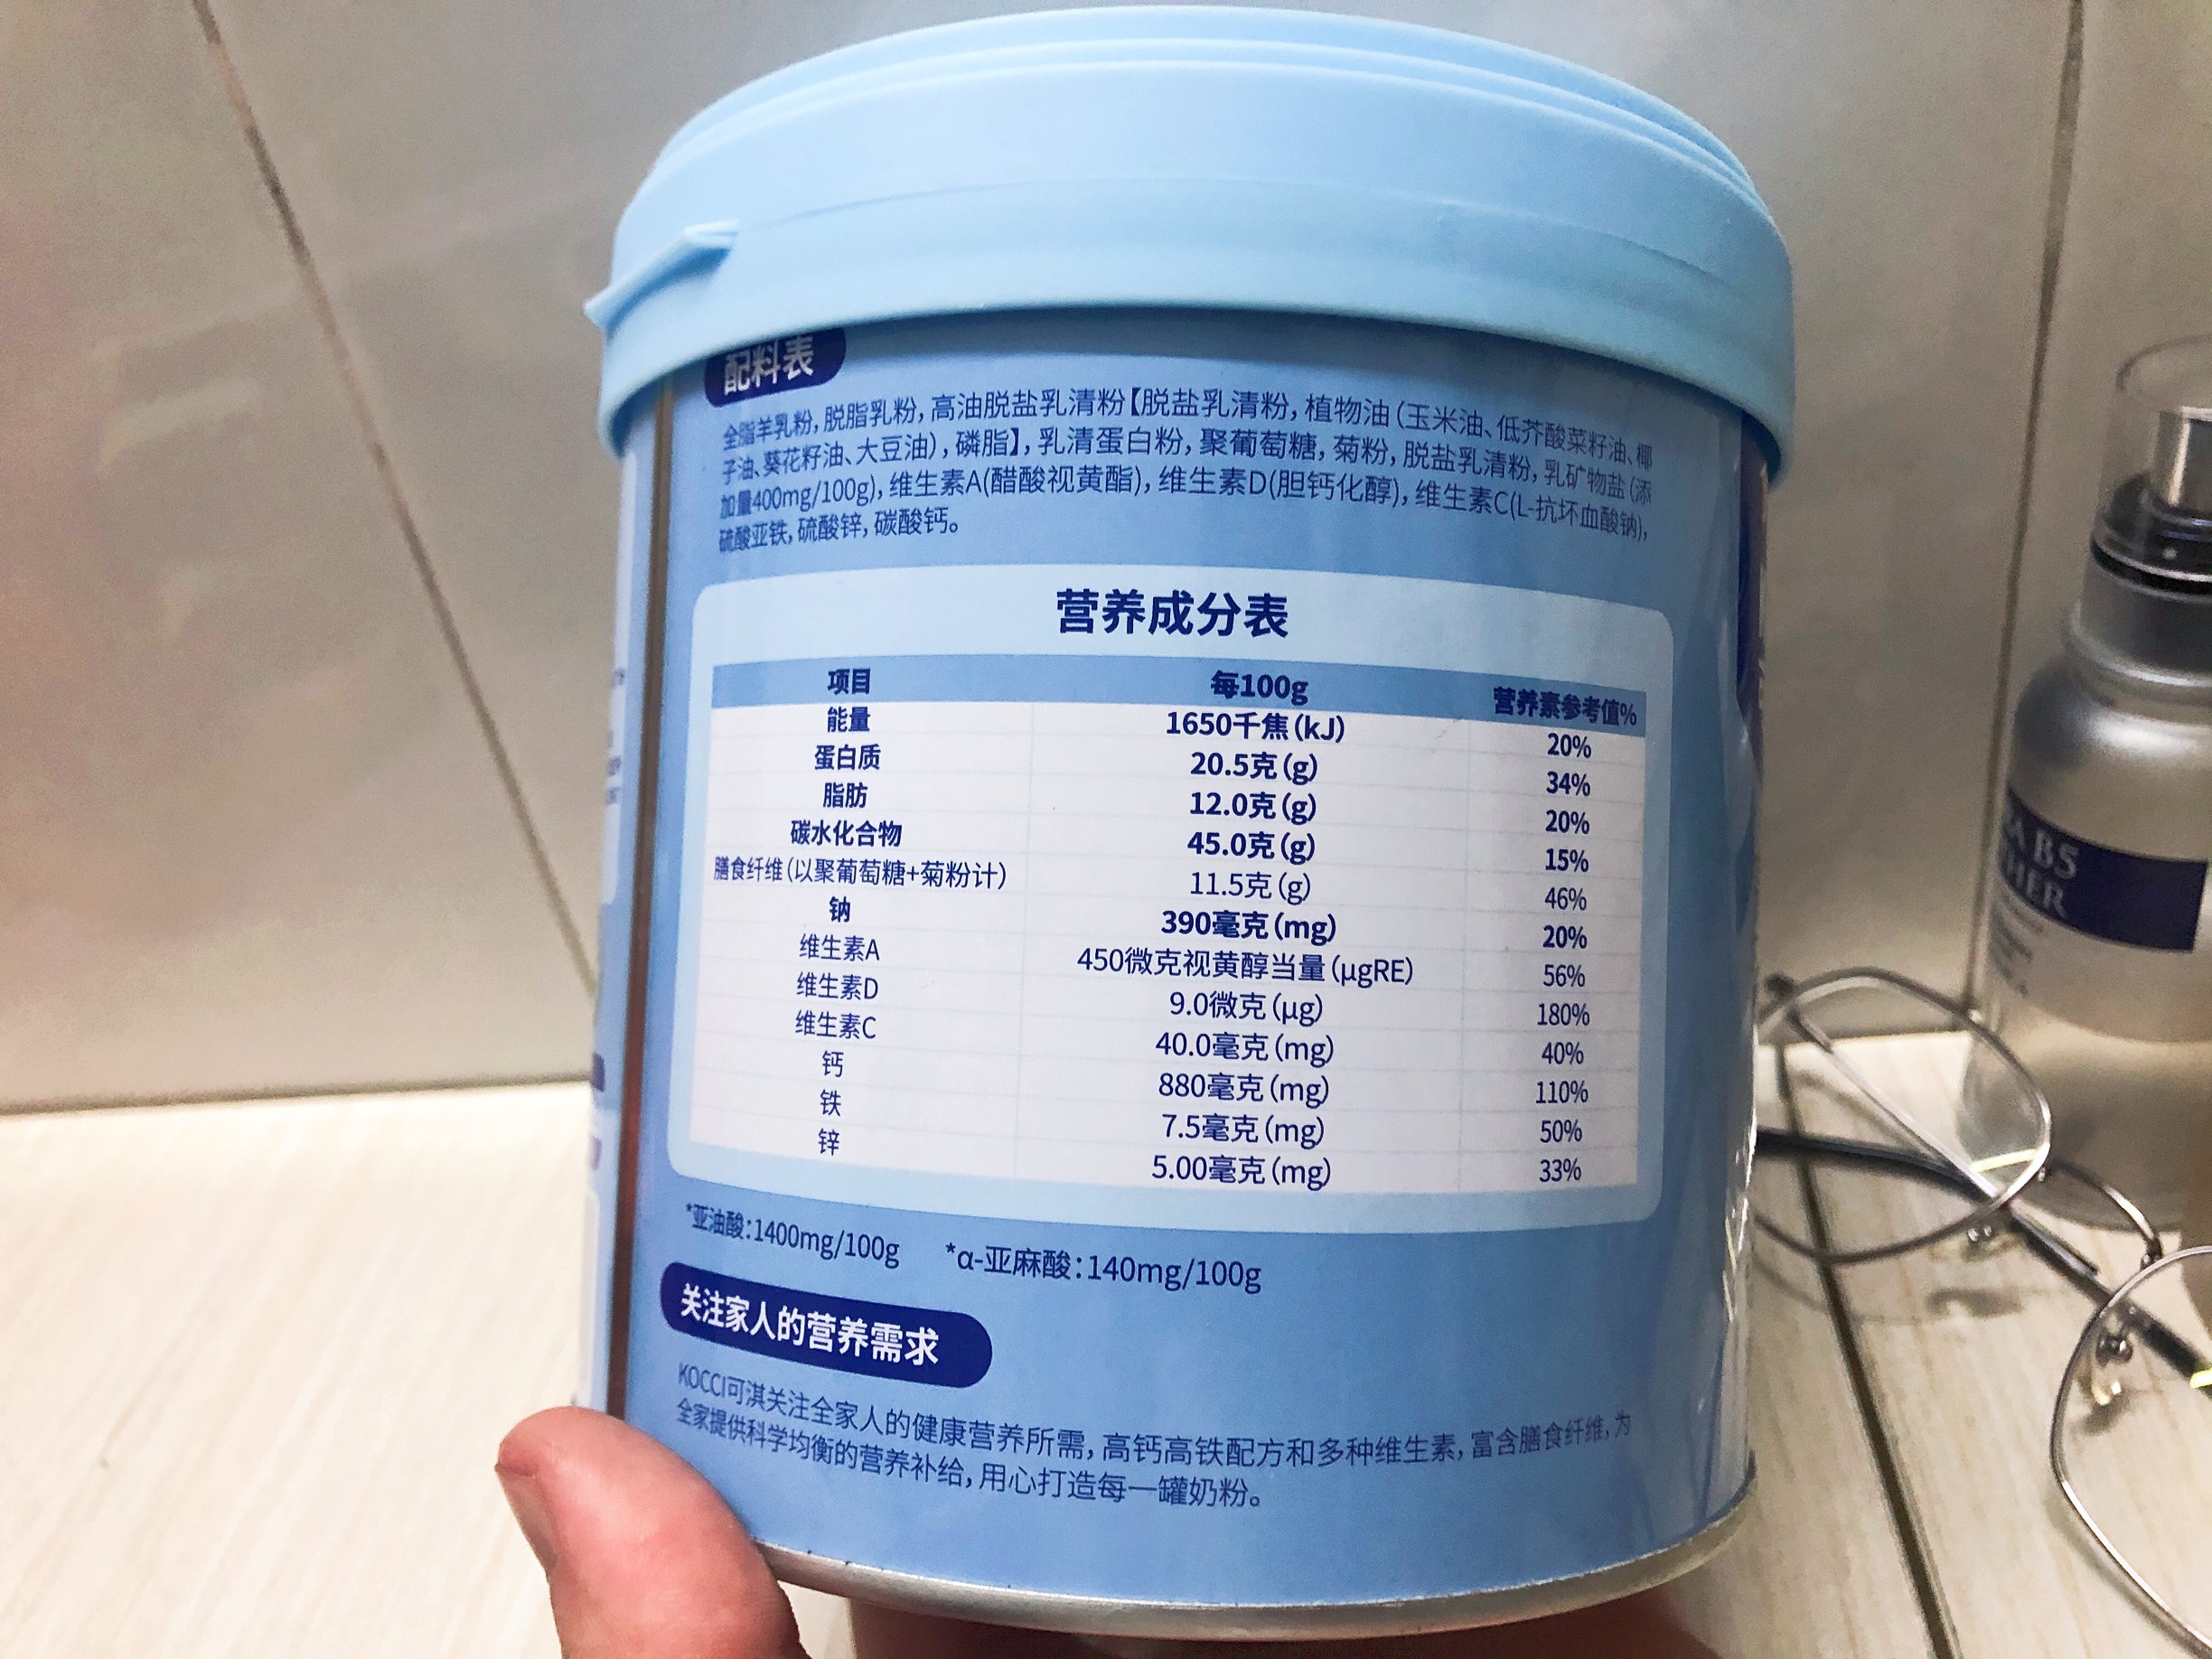 配料表
全脂羊乳粉，脱脂乳粉，高油脱盐乳清粉【脱盐乳清粉，植物油（玉米油、低芥酸菜籽油、椰
子油、葵花籽油、大豆油），磷脂】，乳清蛋白粉，聚葡萄糖，菊粉，脱盐乳清粉，乳矿物盐（添
加量400mg/100g)，维生素A(醋酸视黄酯)，维生素D(胆钙化醇)，维生素C(L-抗坏血酸钠)，
硫酸亚铁，硫酸锌，碳酸钙。
营养成分表
项目 每100g 营养素参考值%
能量 1650千焦（kJ） 20%
蛋白质 20.5克（g） 34%
脂肪 12.0克（g） 20%
碳水化合物 45.0克（g） 15%
膳食纤维（以聚葡萄糖+菊粉计） 11.5克（g） 46%
钠 390毫克（mg） 20%
维生素A 450微克视黄醇当量（μgRE） 56%
维生素D 9.0微克（μg） 180%
维生素C 40.0毫克（mg） 40%
钙 880毫克（mg） 110%
铁 7.5毫克（mg） 50%
锌 5.00毫克（mg） 33%
*亚油酸：1400mg/100g *α-亚麻酸：140mg/100g
关注家人的营养需求
KOCCI可淇关注全家人的健康营养所需，高钙高铁配方和多种维生素，富含膳食纤维，为
全家提供科学均衡的营养补给，用心打造每一罐奶粉。
BS
HER